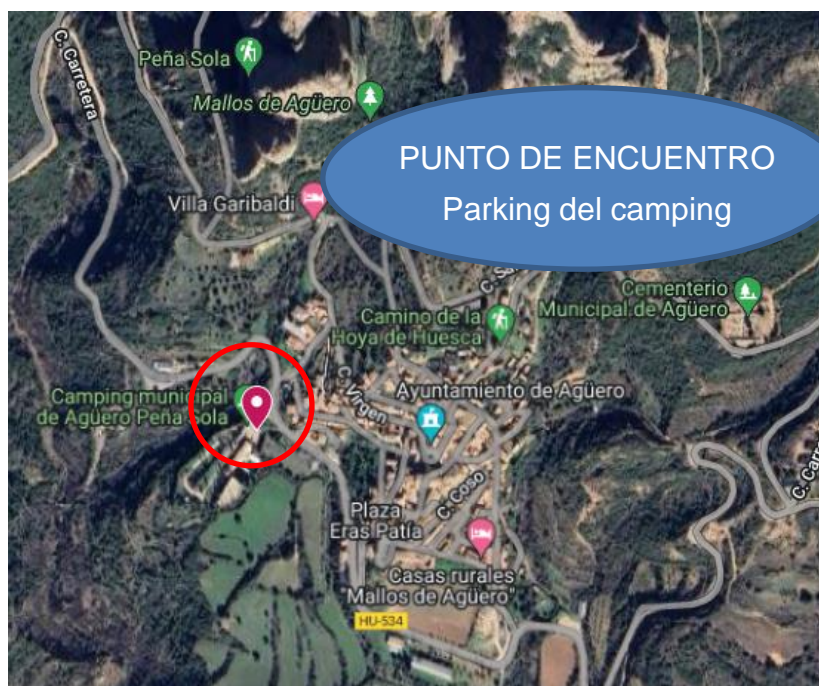 C. Carretera
Peña Sola
Mallos de Agüero
PUNTO DE ENCUENTRO
Parking del camping
Villa Garibaldi
Cementerio
Municipal de Agüero
Camino de la
Hoya de Huesca
Camping municipal
de Agüero Peña Sola
C. Virgen
Ayuntamiento de Agüero
C. Coso
Plaza
Eras Patía
Casas rurales
"Mallos de Agüero"
HU-534